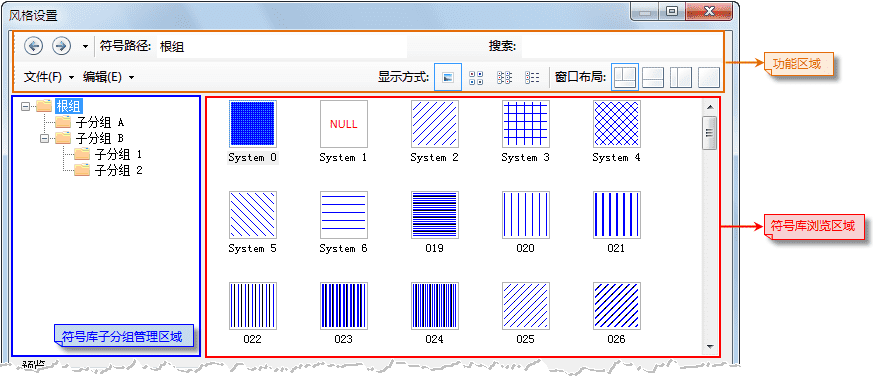 风格设置
符号路径: 根组 搜索:
文件(F) 编辑(E) 显示方式: 窗口布局:
功能区域
根组
子分组 A
子分组 B
子分组 1
子分组 2
符号库子分组管理区域
NULL
System 0 System 1 System 2 System 3 System 4
System 5 System 6 019 020 021
022 023 024 025 026
符号库浏览区域
预览